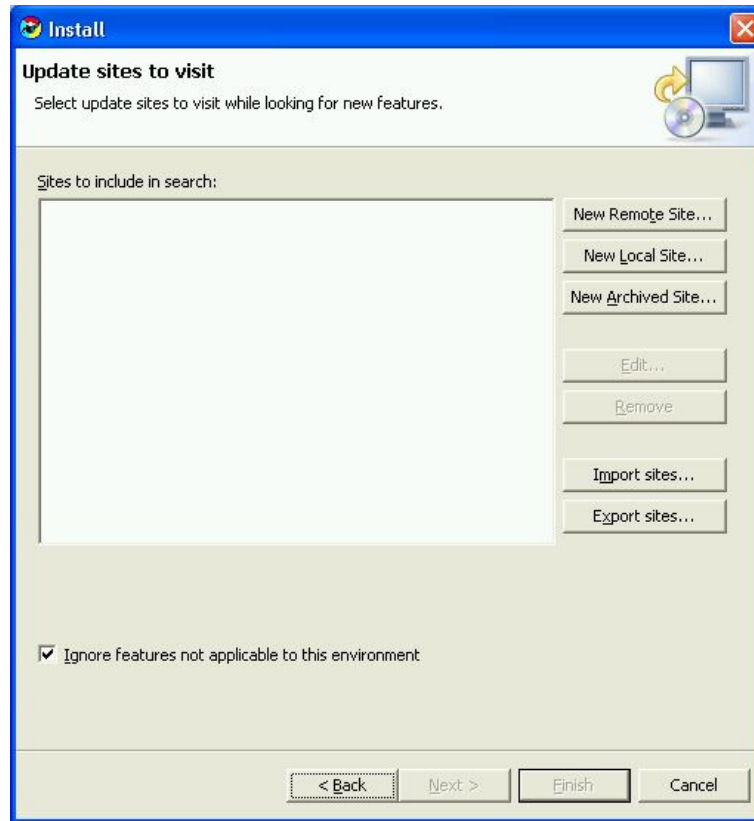 Install
Update sites to visit
Select update sites to visit while looking for new features.
Sites to include in search:
New Remote Site...
New Local Site...
New Archived Site...
Edit...
Remove
Import sites...
Export sites...
Ignore features not applicable to this environment
< Back
Next >
Finish
Cancel